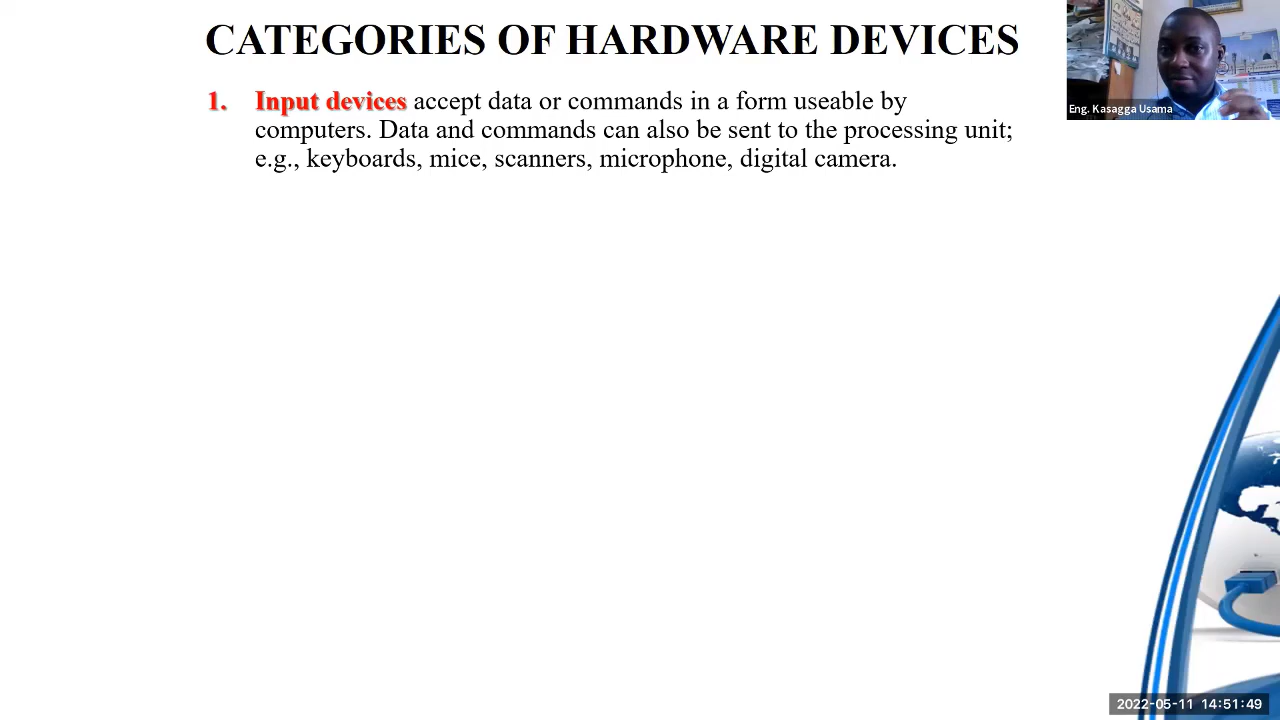 CATEGORIES OF HARDWARE DEVICES
1. Input devices accept data or commands in a form useable by
computers. Data and commands can also be sent to the processing unit;
e.g., keyboards, mice, scanners, microphone, digital camera.
Eng. Kasagga Usama
2022-05-11 14:51:49